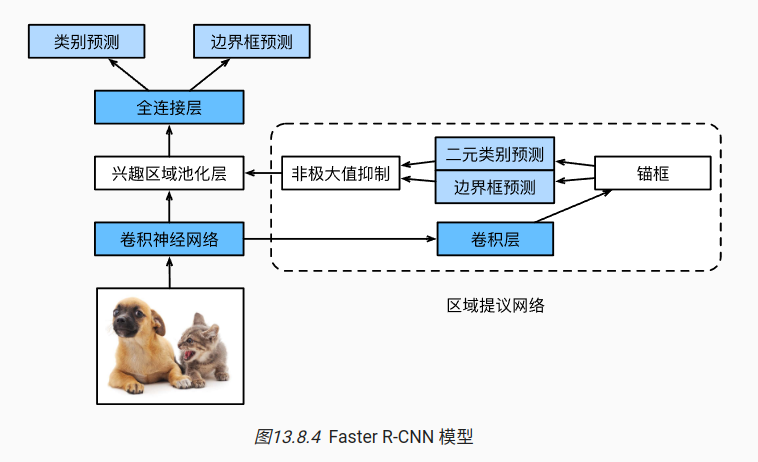 类别预测
边界框预测
全连接层
兴趣区域池化层
非极大值抑制
二元类别预测
边界框预测
锚框
卷积神经网络
卷积层
区域提议网络
图13.8.4 Faster R-CNN 模型